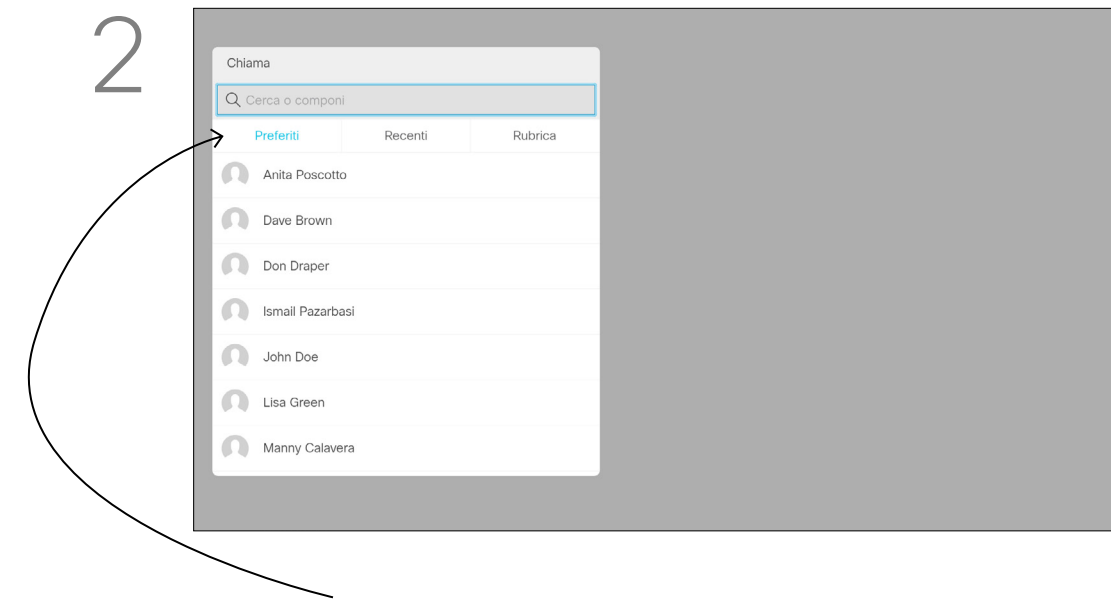 2
Chiama
Cerca o componi
Preferiti Recenti Rubrica
Anita Poscotto
Dave Brown
Don Draper
Ismail Pazarbasi
John Doe
Lisa Green
Manny Calavera